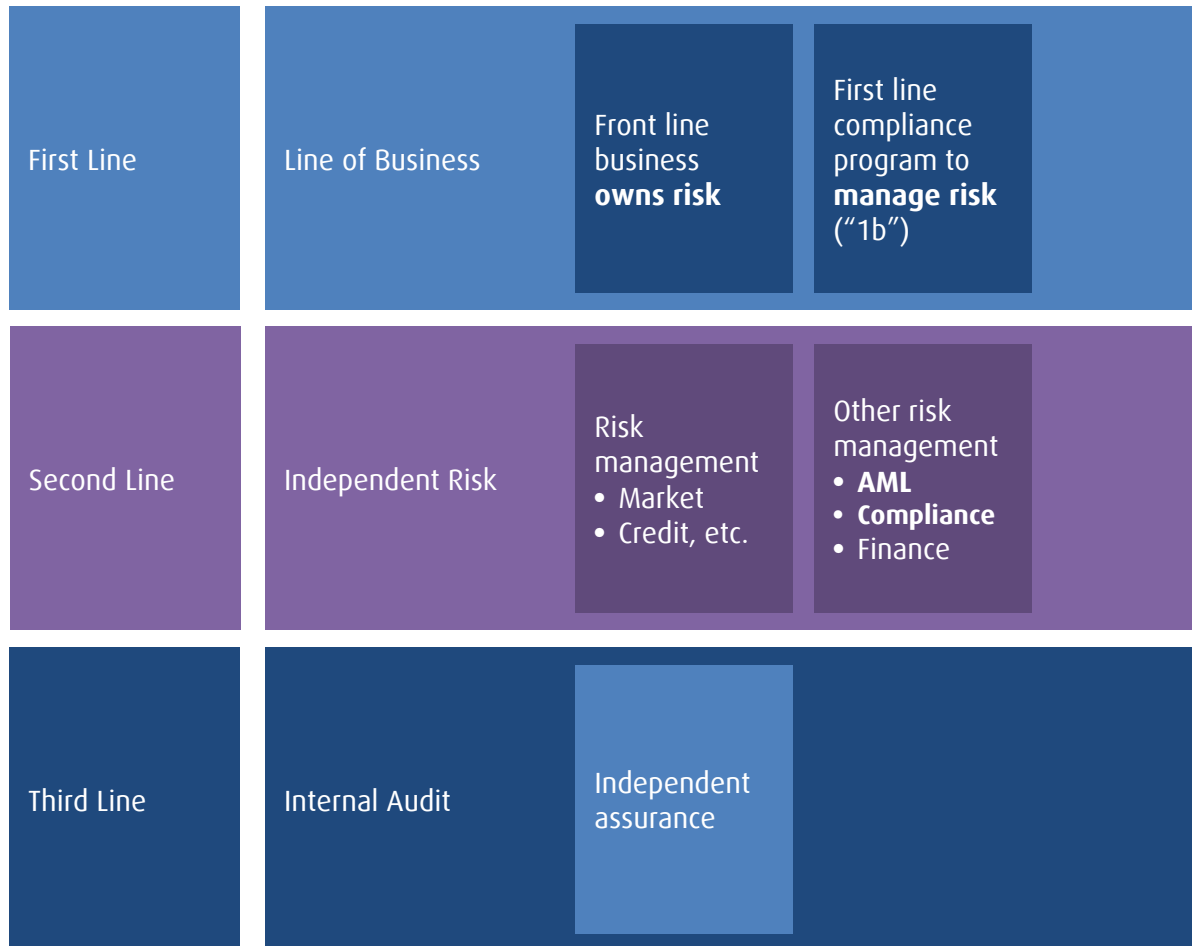 First Line
Line of Business
Front line
business
owns risk
First line
compliance
program to
manage risk
(“1b”)
Second Line
Independent Risk
Risk
management
• Market
• Credit, etc.
Other risk
management
• AML
• Compliance
• Finance
Third Line
Internal Audit
Independent
assurance